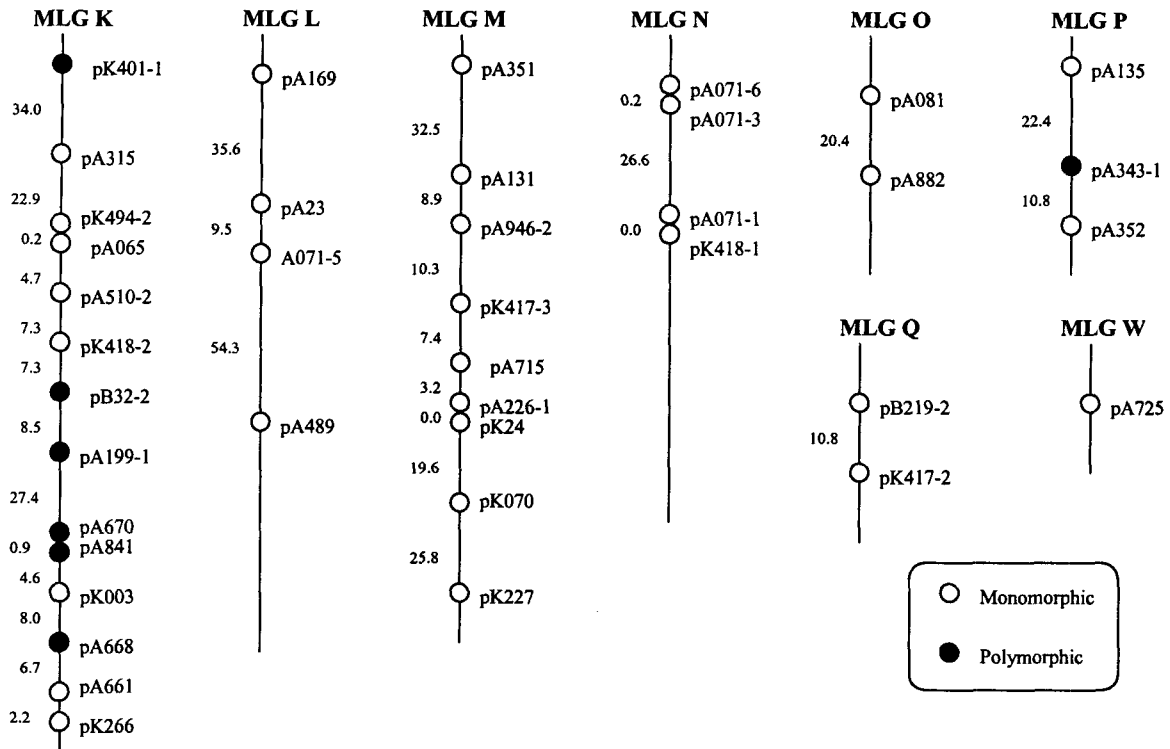 MLG K
pK401-1
34.0
pA315
22.9
pK494-2
0.2
pA065
4.7
pA510-2
7.3
pK418-2
7.3
pB32-2
8.5
pA199-1
27.4
pA670
0.9
pA841
4.6
pK003
8.0
pA668
6.7
pA661
2.2
pK266
MLG L
pA169
35.6
pA23
9.5
A071-5
54.3
pA489
MLG M
pA351
32.5
pA131
8.9
pA946-2
10.3
pK417-3
7.4
pA715
3.2
pA226-1
0.0
pK24
19.6
pK070
25.8
pK227
MLG N
pA071-6
0.2
pA071-3
26.6
pA071-1
0.0
pK418-1
MLG O
pA081
20.4
pA882
MLG P
pA135
22.4
pA343-1
10.8
pA352
MLG Q
pB219-2
10.8
pK417-2
MLG W
pA725
Monomorphic
Polymorphic